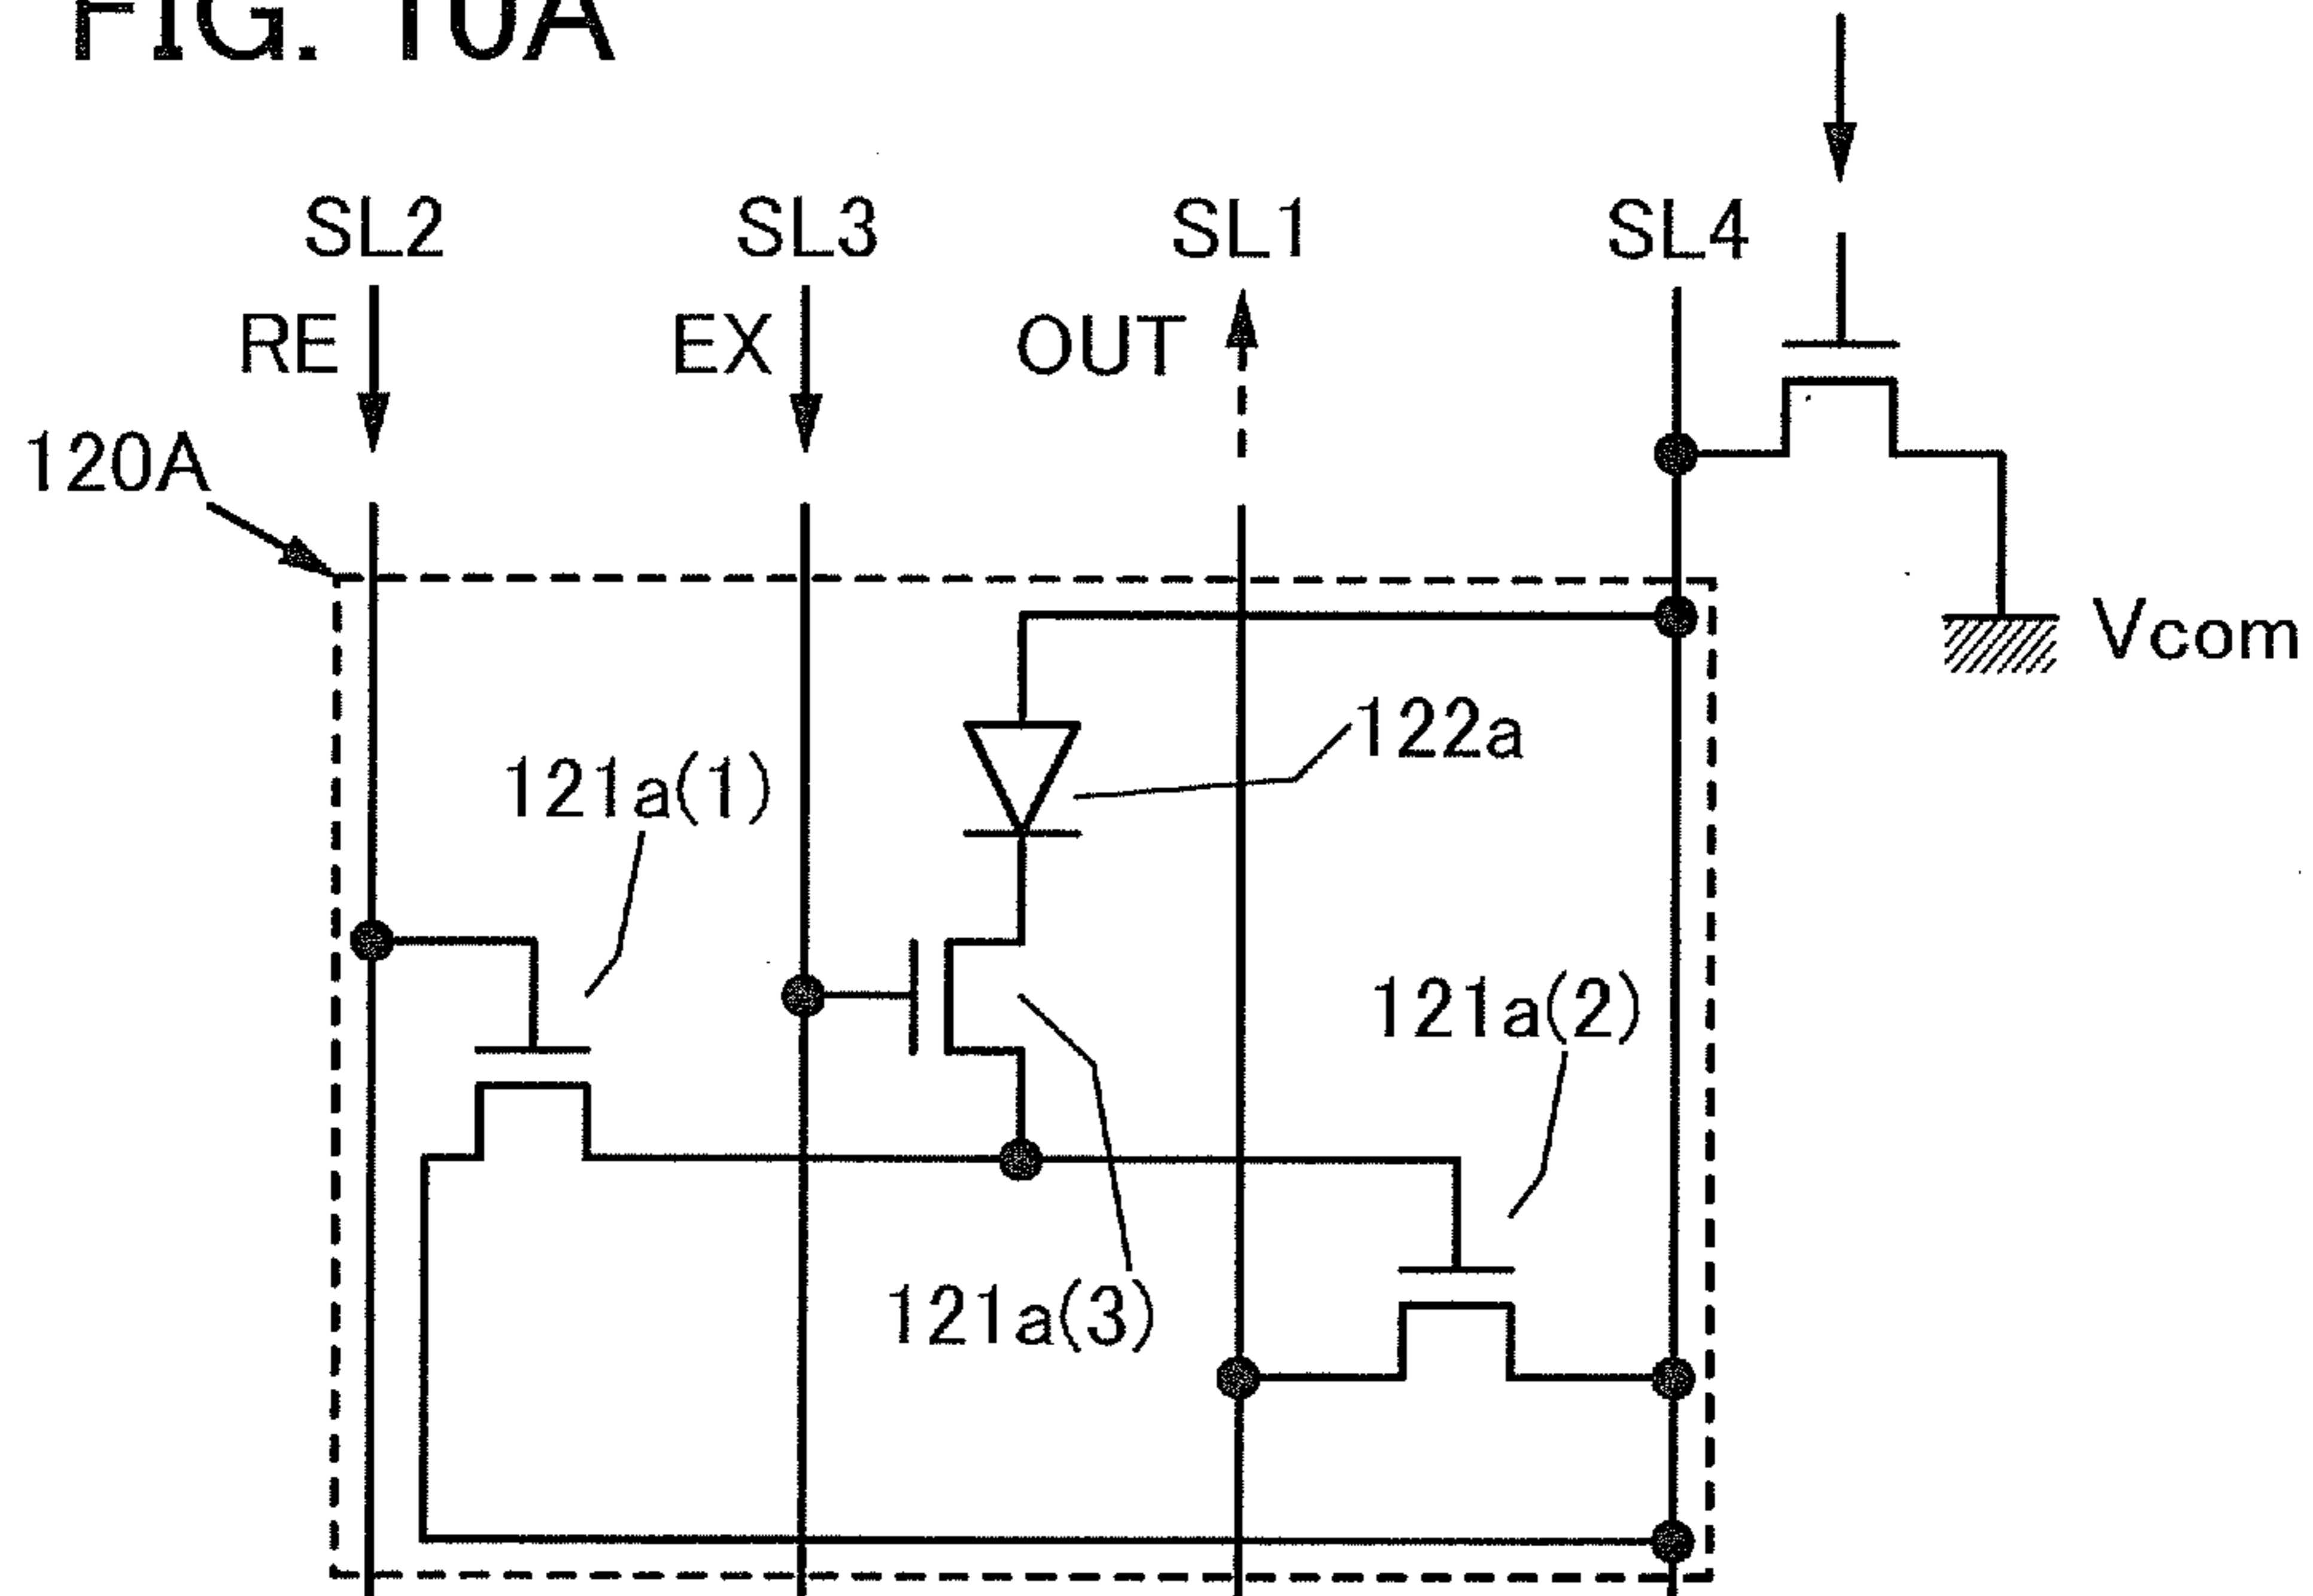 FIG. 10A
SL2
SL3
SL1
SL4
RE
EX
OUT
120A
Vcom
122a
121a(1)
121a(2)
121a(3)